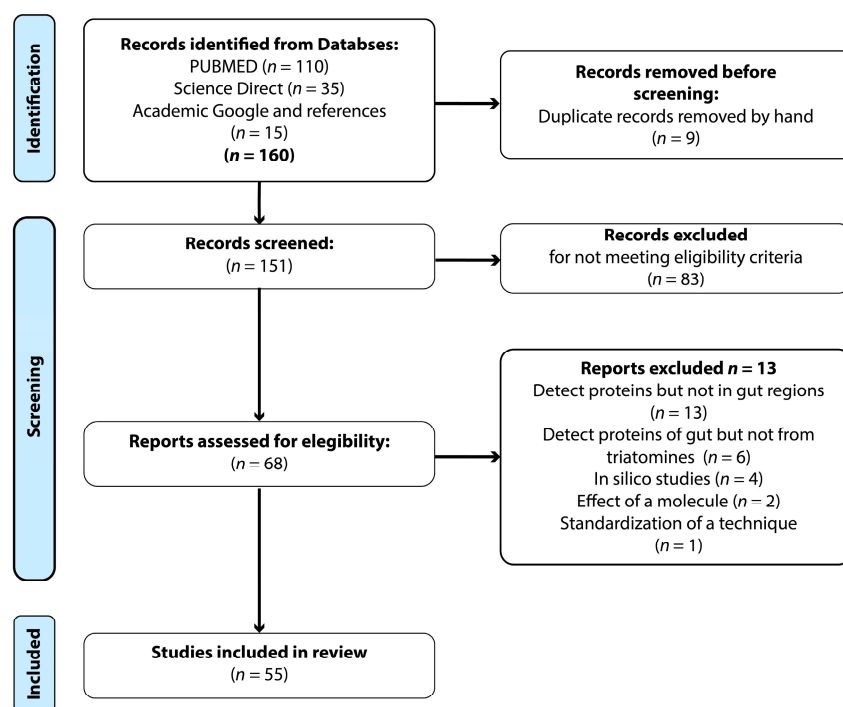 Identification
Records identified from Databses:
PUBMED (n = 110)
Science Direct (n = 35)
Academic Google and references
(n = 15)
(n = 160)
Records removed before
screening:
Duplicate records removed by hand
(n = 9)
Screening
Records screened:
(n = 151)
Records excluded
for not meeting eligibility criteria
(n = 83)
Reports assessed for elegibility:
(n = 68)
Reports excluded n = 13
Detect proteins but not in gut regions
(n = 13)
Detect proteins of gut but not from
triatomines (n = 6)
In silico studies (n = 4)
Effect of a molecule (n = 2)
Standardization of a technique
(n = 1)
Included
Studies included in review
(n = 55)